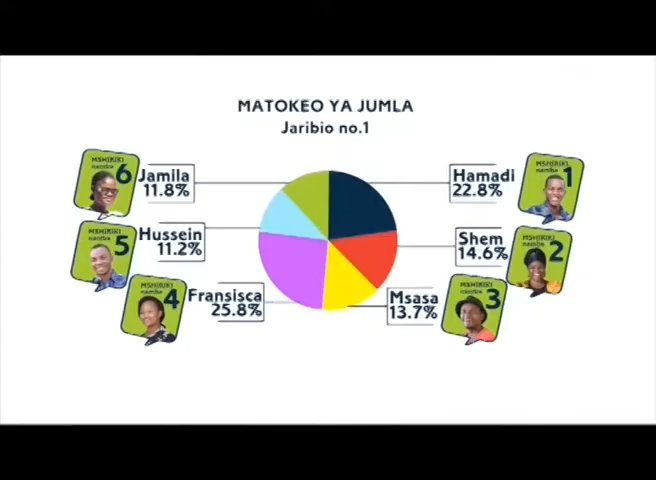 MATOKEO YA JUMLA
Jaribio no.1
MSHIRIKI
namba 6
Jamila
11.8%
Hamadi
22.8%
MSHIRIKI
namba 1
MSHIRIKI
namba 5
Hussein
11.2%
Shem
14.6%
MSHIRIKI
namba 2
MSHIRIKI
namba 4
Fransisca
25.8%
Msasa
13.7%
MSHIRIKI
namba 3